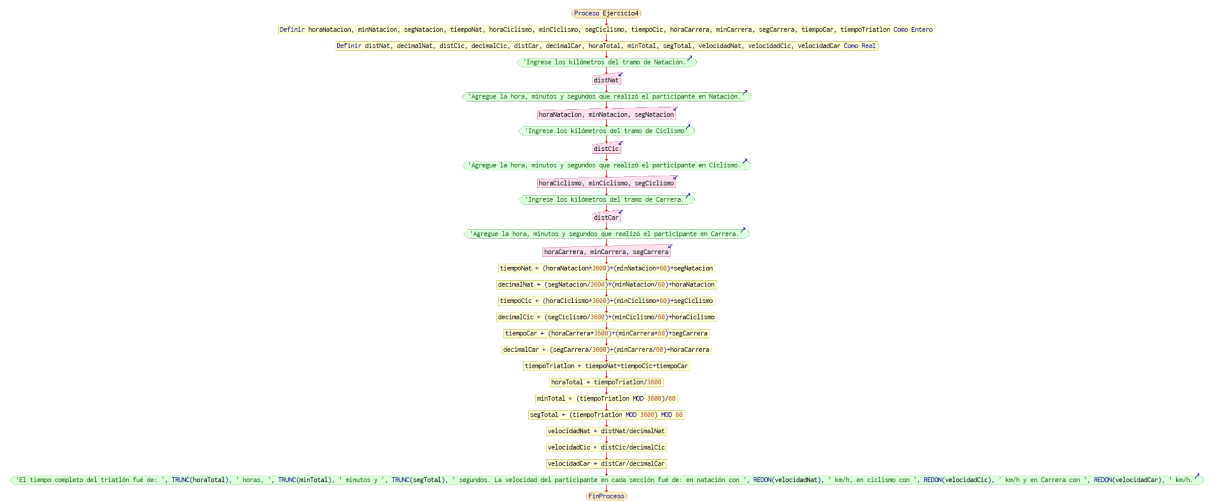 Proceso Ejercicio4
Definir horaNatacion, minNatacion, segNatacion, tiempoNat, horaCiclismo, minCiclismo, segCiclismo, tiempoCic, horaCarrera, minCarrera, segCarrera, tiempoCar, tiempoTriatlon Como Entero
Definir distNat, decimalNat, distCic, decimalCic, distCar, decimalCar, horaTotal, minTotal, segTotal, velocidadNat, velocidadCic, velocidadCar Como Real
'Ingrese los kilómetros del tramo de Natación.'
distNat
'Agregue la hora, minutos y segundos que realizó el participante en Natación.'
horaNatacion, minNatacion, segNatacion
'Ingrese los kilómetros del tramo de Ciclismo'
distCic
'Agregue la hora, minutos y segundos que realizó el participante en Ciclismo.'
horaCiclismo, minCiclismo, segCiclismo
'Ingrese los kilómetros del tramo de Carrera.'
distCar
'Agregue la hora, minutos y segundos que realizó el participante en Carrera.'
horaCarrera, minCarrera, segCarrera
tiempoNat ← (horaNatacion*3600)+(minNatacion*60)+segNatacion
decimalNat ← (segNatacion/3600)+(minNatacion/60)+horaNatacion
tiempoCic ← (horaCiclismo*3600)+(minCiclismo*60)+segCiclismo
decimalCic ← (segCiclismo/3600)+(minCiclismo/60)+horaCiclismo
tiempoCar ← (horaCarrera*3600)+(minCarrera*60)+segCarrera
decimalCar ← (segCarrera/3600)+(minCarrera/60)+horaCarrera
tiempoTriatlon ← tiempoNat+tiempoCic+tiempoCar
horaTotal ← tiempoTriatlon/3600
minTotal ← (tiempoTriatlon MOD 3600)/60
segTotal ← (tiempoTriatlon MOD 3600) MOD 60
velocidadNat ← distNat/decimalNat
velocidadCic ← distCic/decimalCic
velocidadCar ← distCar/decimalCar
'El tiempo completo del triatlón fué de: ', TRUNC(horaTotal), ' horas, ', TRUNC(minTotal), ' minutos y ', TRUNC(segTotal), ' segundos. La velocidad del participante en cada sección fué de: en natación con ', REDON(velocidadNat), ' km/h, en ciclismo con ', REDON(velocidadCic), ' km/h y en Carrera con ', REDON(velocidadCar), ' km/h.'
FinProceso